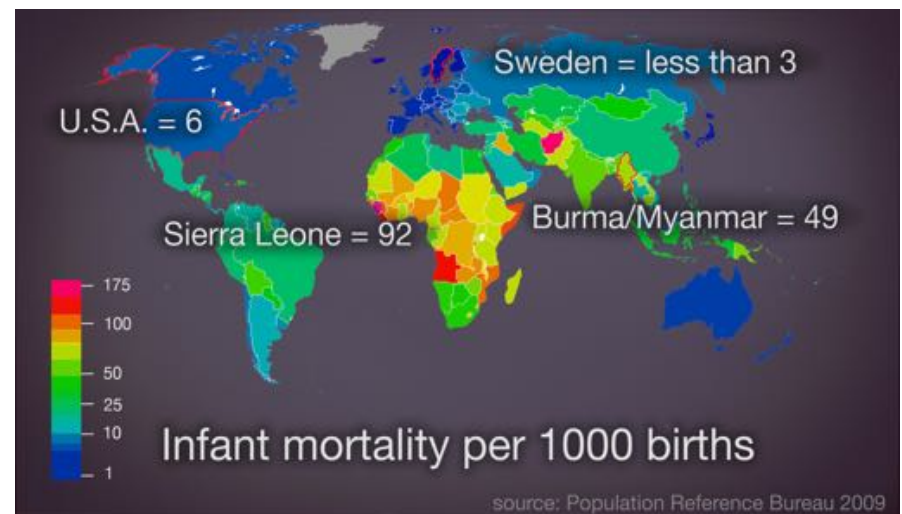 Sweden = less than 3
U.S.A. = 6
Burma/Myanmar = 49
Sierra Leone = 92
175
100
50
25
10
1
Infant mortality per 1000 births
source: Population Reference Bureau 2009